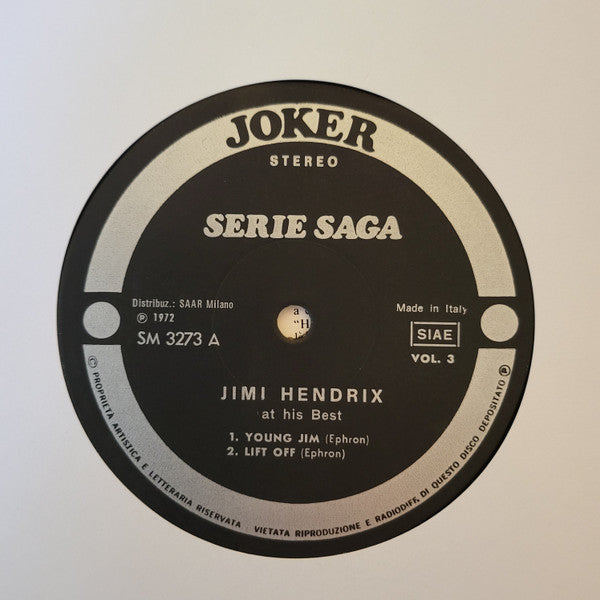 JOKER
STEREO
SERIE SAGA
Distribuz.: SAAR Milano
Ⓟ 1972
SM 3273 A
Made in Italy
SIAE
VOL. 3
JIMI HENDRIX
at his Best
1. YOUNG JIM (Ephron)
2. LIFT OFF (Ephron)
© PROPRIETÀ ARTISTICA E LETTERARIA RISERVATA VIETATA RIPRODUZIONE E RADIODIFF. DI QUESTO DISCO DEPOSITATO Ⓟ